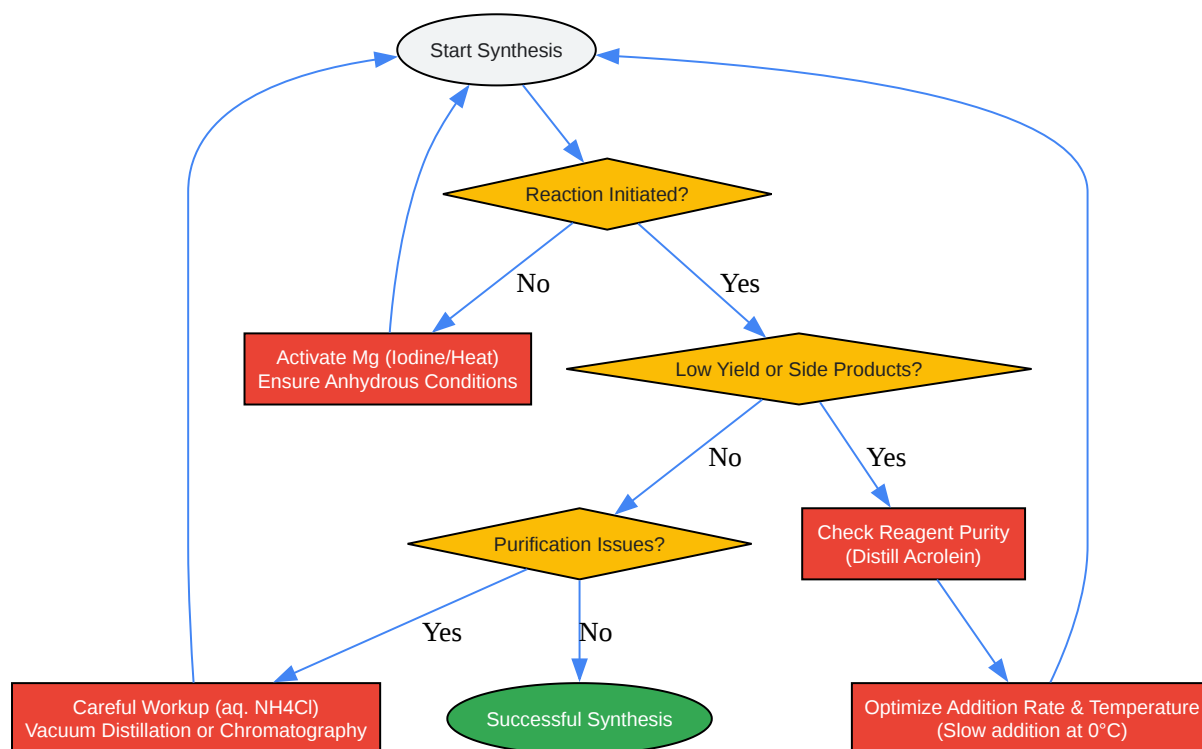 Start Synthesis
Reaction Initiated?
No
Yes
Activate Mg (Iodine/Heat)
Ensure Anhydrous Conditions
Low Yield or Side Products?
No
Yes
Purification Issues?
Check Reagent Purity
(Distill Acrolein)
Yes
No
Careful Workup (aq. NH4Cl)
Vacuum Distillation or Chromatography
Successful Synthesis
Optimize Addition Rate & Temperature
(Slow addition at 0°C)